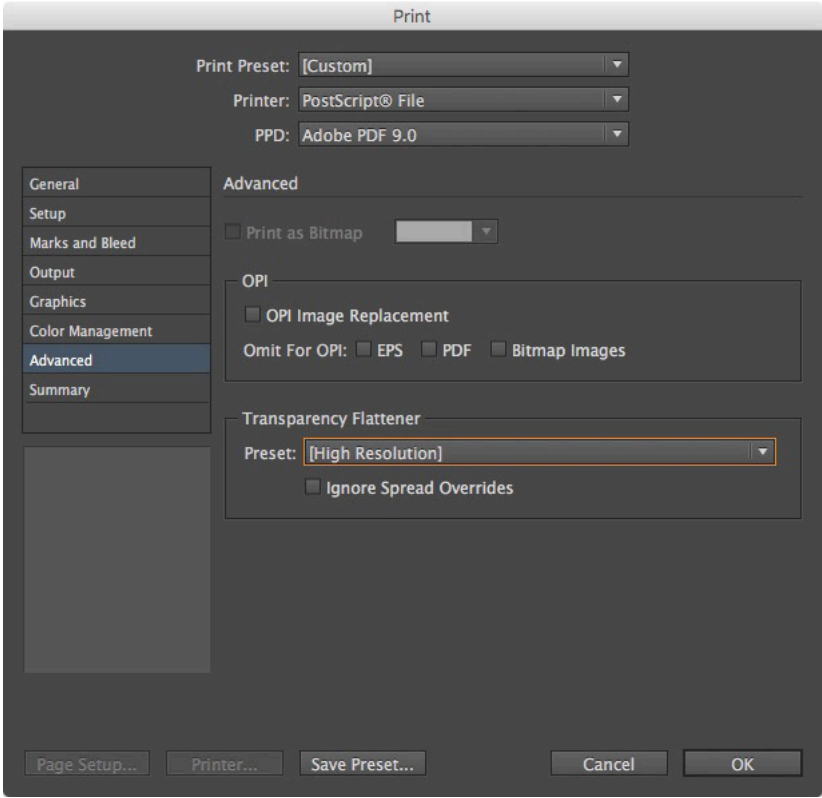 Print
Print Preset: [Custom]
Printer: PostScript® File
PPD: Adobe PDF 9.0
General
Setup
Marks and Bleed
Output
Graphics
Color Management
Advanced
Summary
Advanced
Print as Bitmap
OPI
OPI Image Replacement
Omit For OPI: EPS PDF Bitmap Images
Transparency Flattener
Preset: [High Resolution]
Ignore Spread Overrides
Page Setup... Printer... Save Preset... Cancel OK